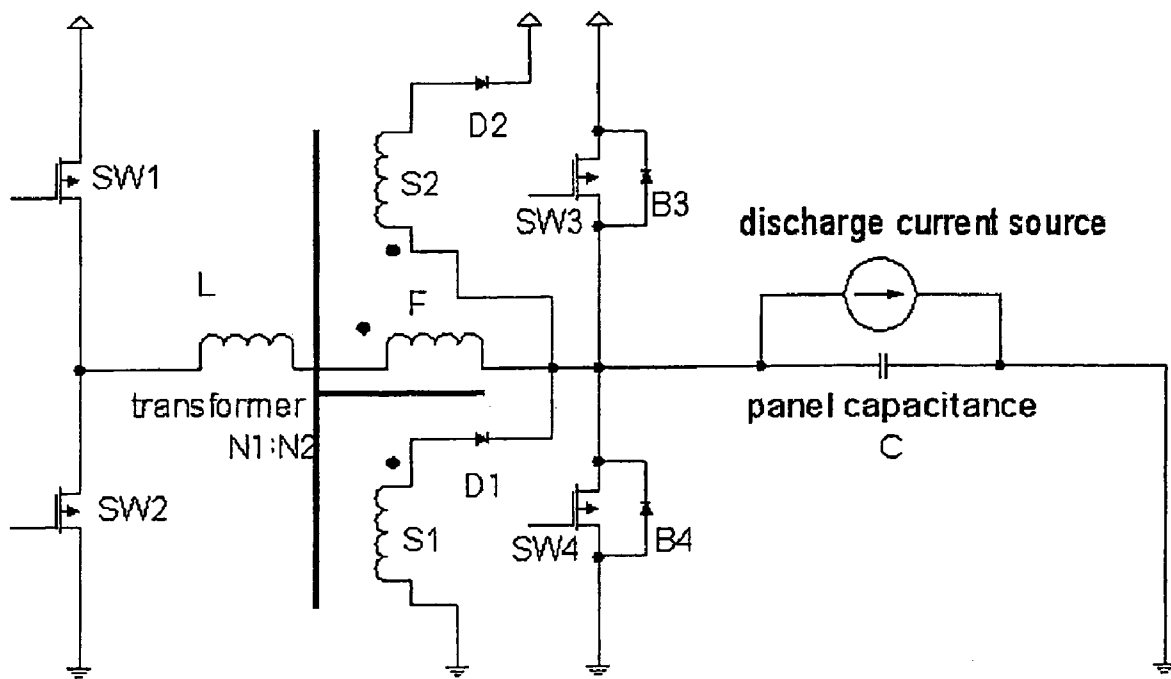 D2
SW1
S2
SW3
B3
discharge current source
L
F
transformer
N1:N2
panel capacitance
C
D1
SW2
S1
SW4
B4